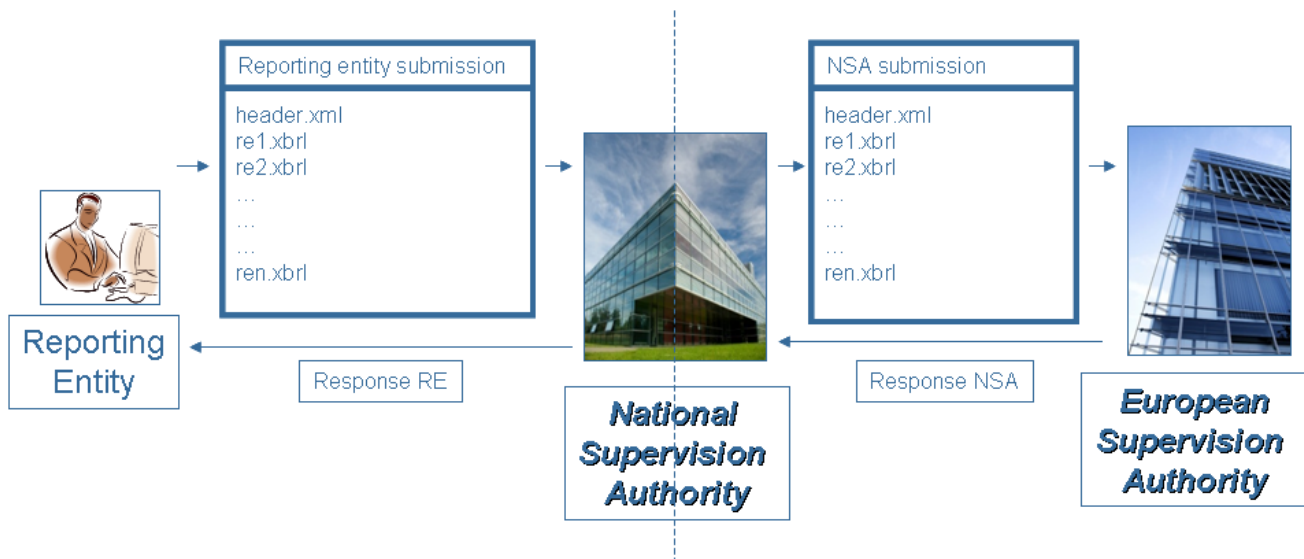 Reporting entity submission
header.xml
re1.xbrl
re2.xbrl
...
...
...
ren.xbrl
NSA submission
header.xml
re1.xbrl
re2.xbrl
...
...
...
ren.xbrl
Reporting
Entity
Response RE
National
Supervision
Authority
Response NSA
European
Supervision
Authority